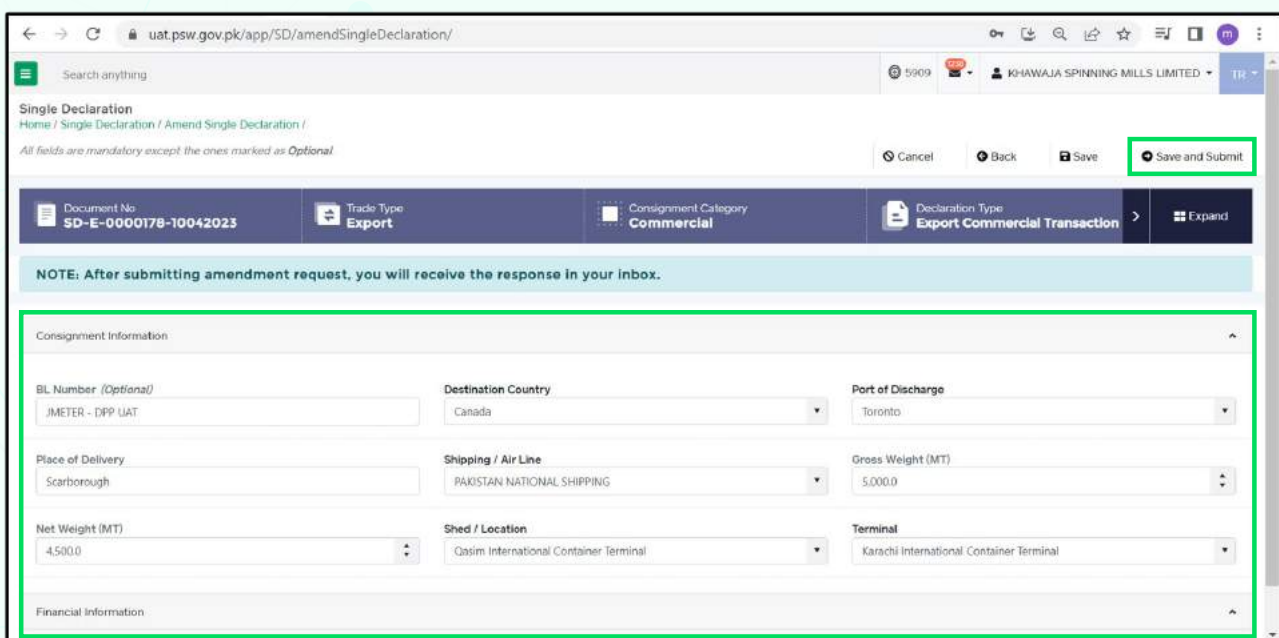 uat.psw.gov.pk/app/SD/amendSingleDeclaration/
m
Search anything
5909
KHAWAJA SPINNING MILLS LIMITED
TR
Single Declaration
Home / Single Declaration / Amend Single Declaration /
All fields are mandatory except the ones marked as Optional
Cancel Back Save Save and Submit
Document No Trade Type Consignment Category Declaration Type
SD-E-0000178-10042023 Export Commercial Export Commercial Transaction Expand
NOTE: After submitting amendment request, you will receive the response in your inbox.
Consignment Information
BL Number (Optional) Destination Country Port of Discharge
JMETER - DPP UAT Canada Toronto
Place of Delivery Shipping / Air Line Gross Weight (MT)
Scarborough PAKISTAN NATIONAL SHIPPING 5,000.0
Net Weight (MT) Shed / Location Terminal
4,500.0 Qasim International Container Terminal Karachi International Container Terminal
Financial Information